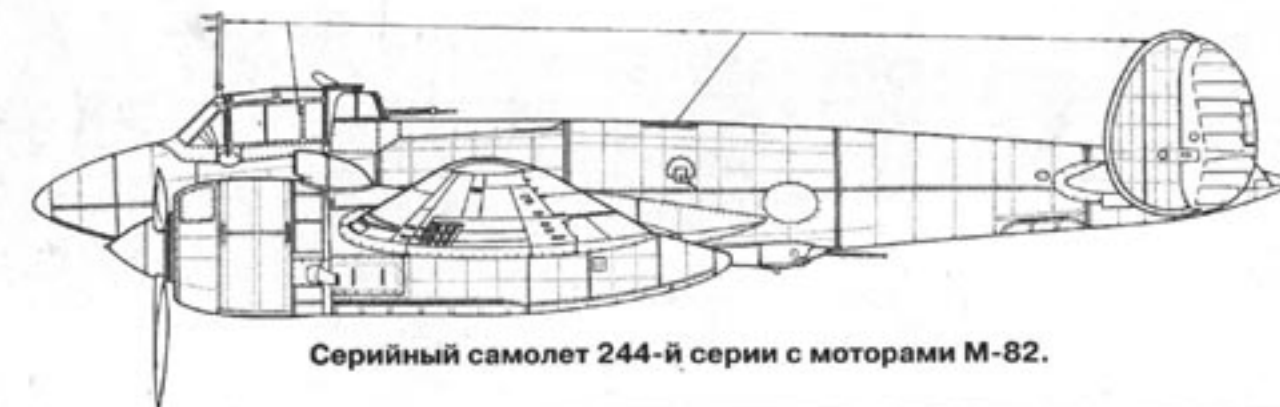 Серийный самолет 244-й серии с моторами М-82.